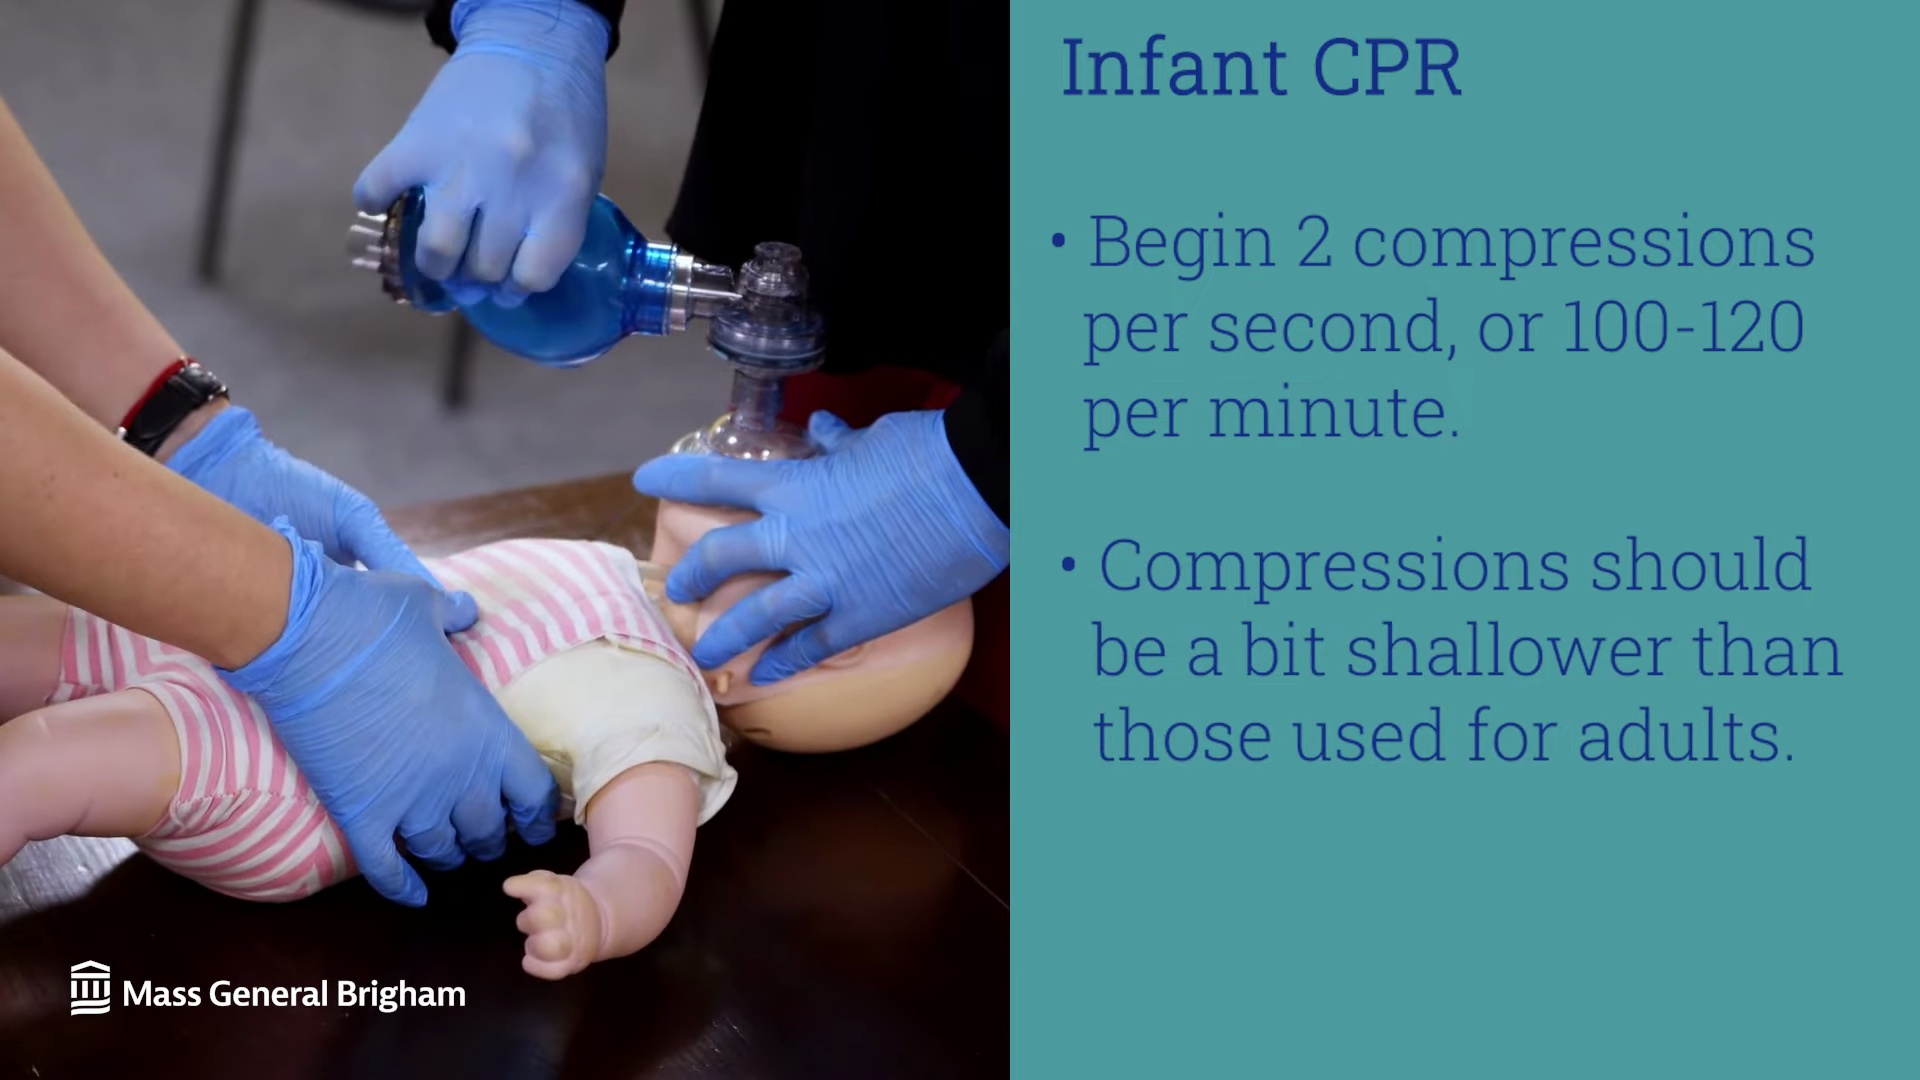 Infant CPR
• Begin 2 compressions
per second, or 100-120
per minute.
• Compressions should
be a bit shallower than
those used for adults.
Mass General Brigham